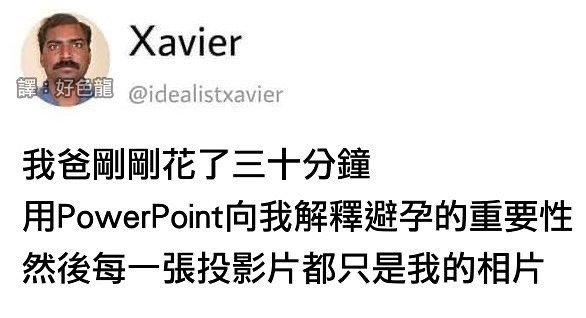 Xavier
譯：好色龍
@idealistxavier
我爸剛剛花了三十分鐘
用PowerPoint向我解釋避孕的重要性
然後每一張投影片都只是我的相片